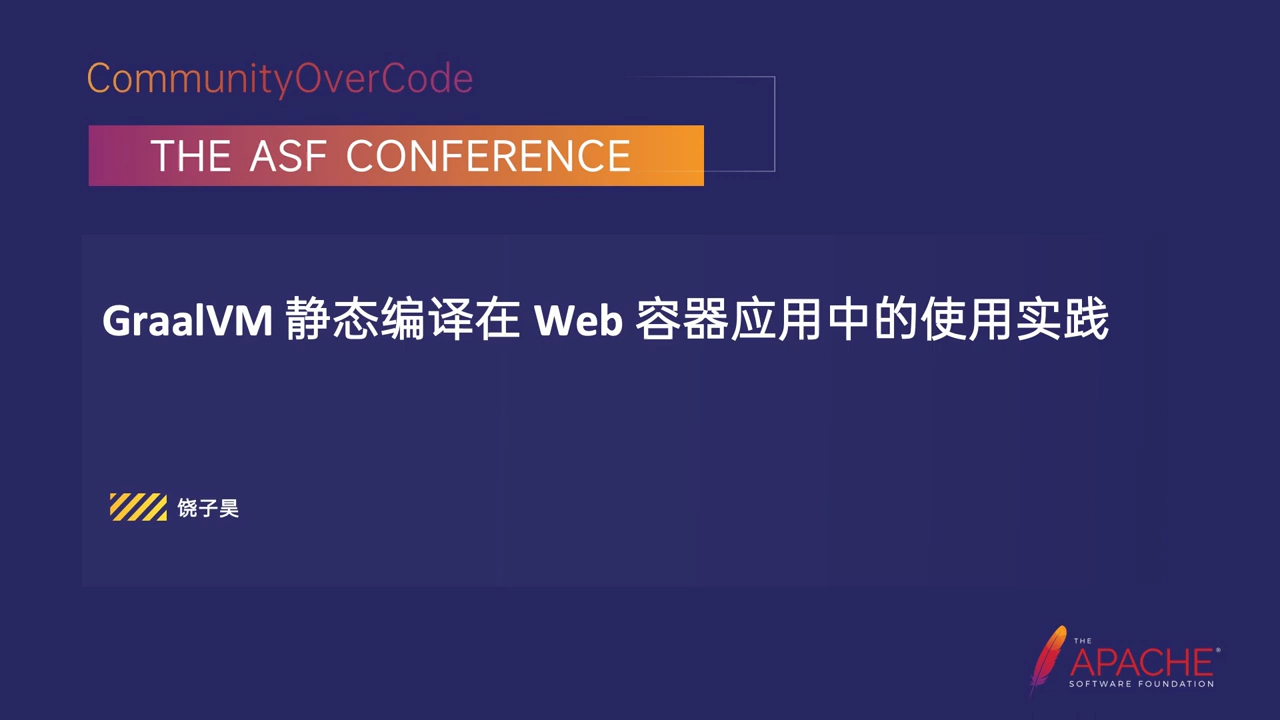 CommunityOverCode
THE ASF CONFERENCE
GraalVM 静态编译在 Web 容器应用中的使用实践
饶子昊
THE
APACHE®
SOFTWARE FOUNDATION